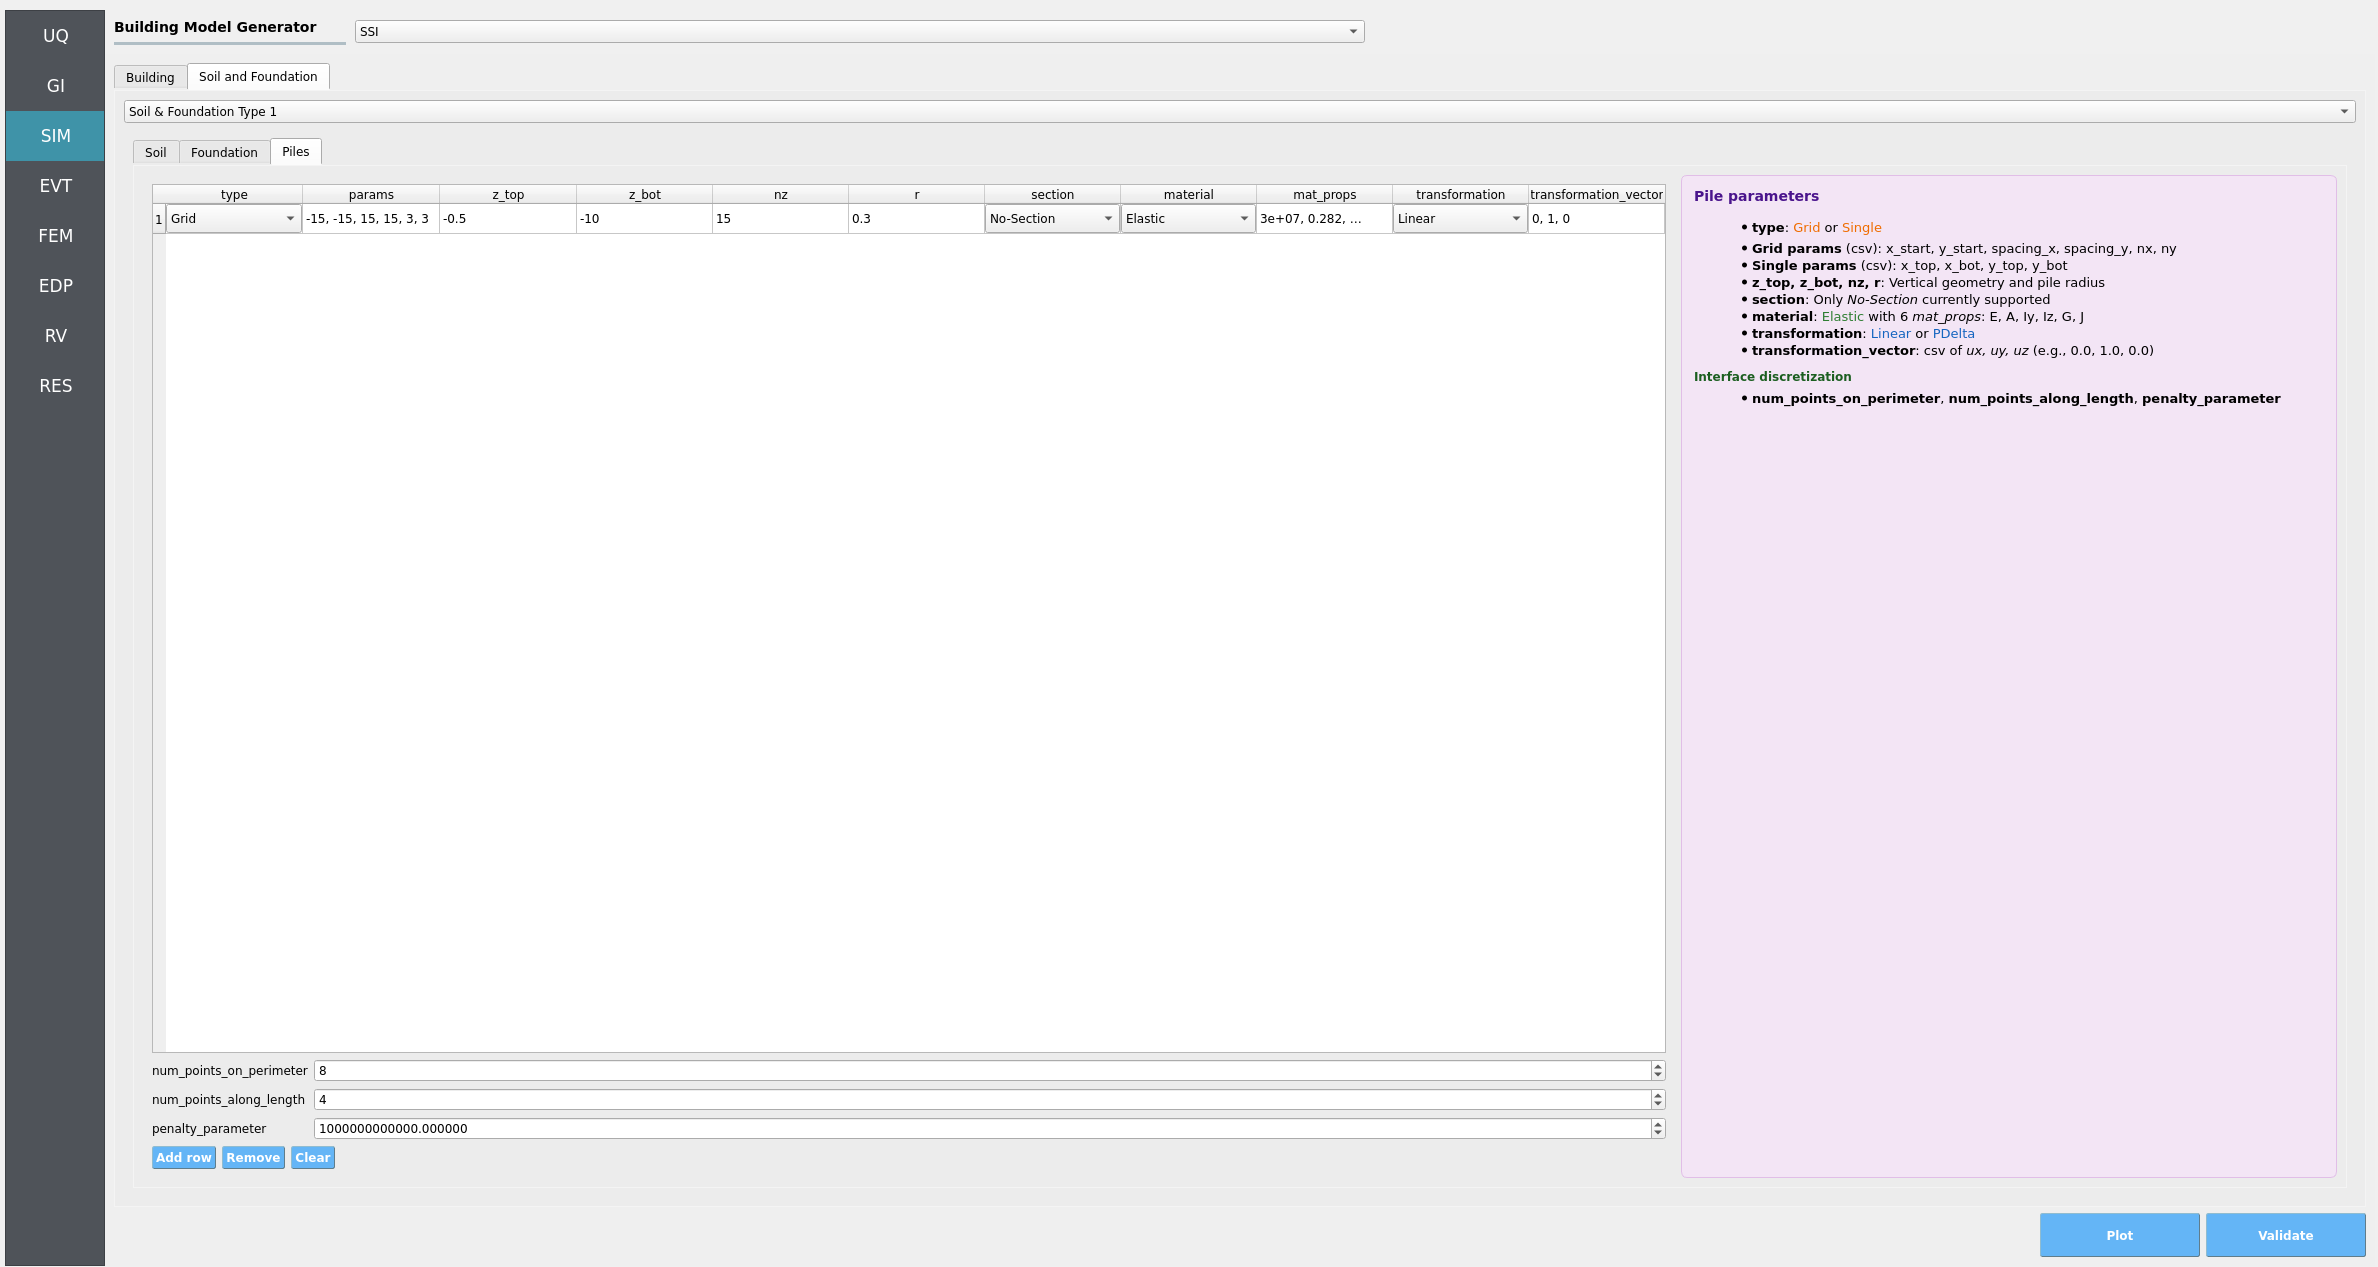 UQ
GI
SIM
EVT
FEM
EDP
RV
RES
Building Model Generator
SSI
Building
Soil and Foundation
Soil & Foundation Type 1
Soil
Foundation
Piles
type params z_top z_bot nz r section material mat_props transformation transformation_vector
1 Grid -15, -15, 15, 15, 3, 3 -0.5 -10 15 0.3 No-Section Elastic 3e+07, 0.282, ... Linear 0, 1, 0
num_points_on_perimeter 8
num_points_along_length 4
penalty_parameter 1000000000000.000000
Add row Remove Clear
Pile parameters
• type: Grid or Single
• Grid params (csv): x_start, y_start, spacing_x, spacing_y, nx, ny
• Single params (csv): x_top, x_bot, y_top, y_bot
• z_top, z_bot, nz, r: Vertical geometry and pile radius
• section: Only No-Section currently supported
• material: Elastic with 6 mat_props: E, A, Iy, Iz, G, J
• transformation: Linear or PDelta
• transformation_vector: csv of ux, uy, uz (e.g., 0.0, 1.0, 0.0)
Interface discretization
• num_points_on_perimeter, num_points_along_length, penalty_parameter
Plot
Validate